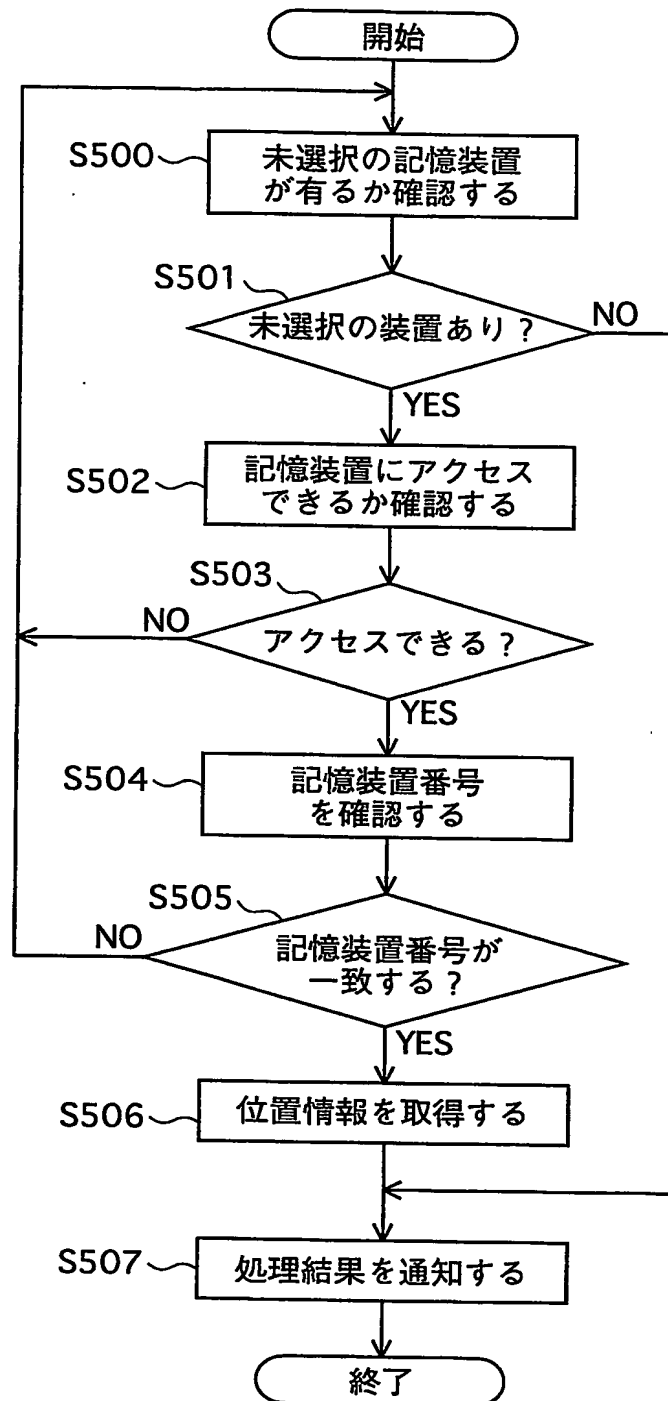 開始
S500
未選択の記憶装置
が有るか確認する
S501
未選択の装置あり?
NO
YES
S502
記憶装置にアクセス
できるか確認する
S503
NO
アクセスできる?
YES
S504
記憶装置番号
を確認する
S505
NO
記憶装置番号が
一致する?
YES
S506
位置情報を取得する
S507
処理結果を通知する
終了